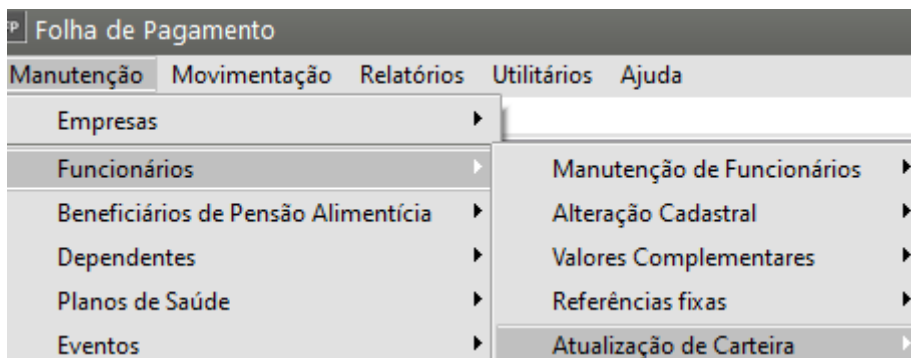 FP Folha de Pagamento
Manutenção Movimentação Relatórios Utilitários Ajuda
Empresas
Funcionários
Beneficiários de Pensão Alimentícia
Dependentes
Planos de Saúde
Eventos
Manutenção de Funcionários
Alteração Cadastral
Valores Complementares
Referências fixas
Atualização de Carteira